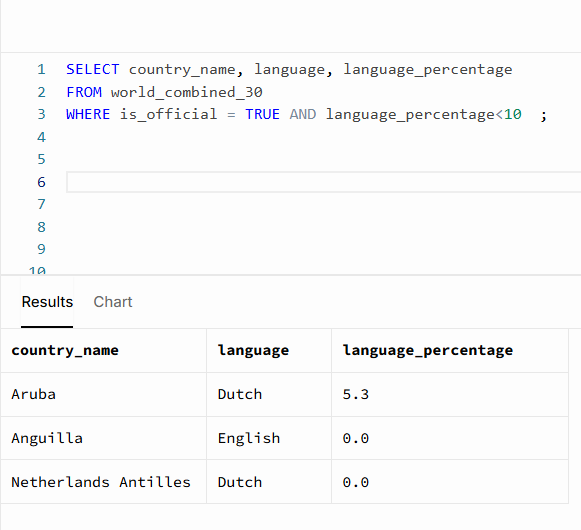 1 SELECT country_name, language, language_percentage
2 FROM world_combined_30
3 WHERE is_official = TRUE AND language_percentage<10  ;
4
5
6
7
8
9
10
Results Chart
country_name language language_percentage
Aruba Dutch 5.3
Anguilla English 0.0
Netherlands Antilles Dutch 0.0